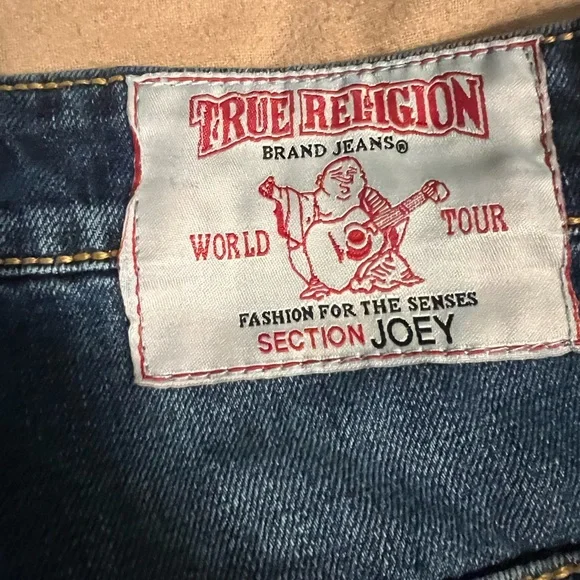 TRUE RELIGION
BRAND JEANS®
WORLD TOUR
FASHION FOR THE SENSES
SECTION JOEY